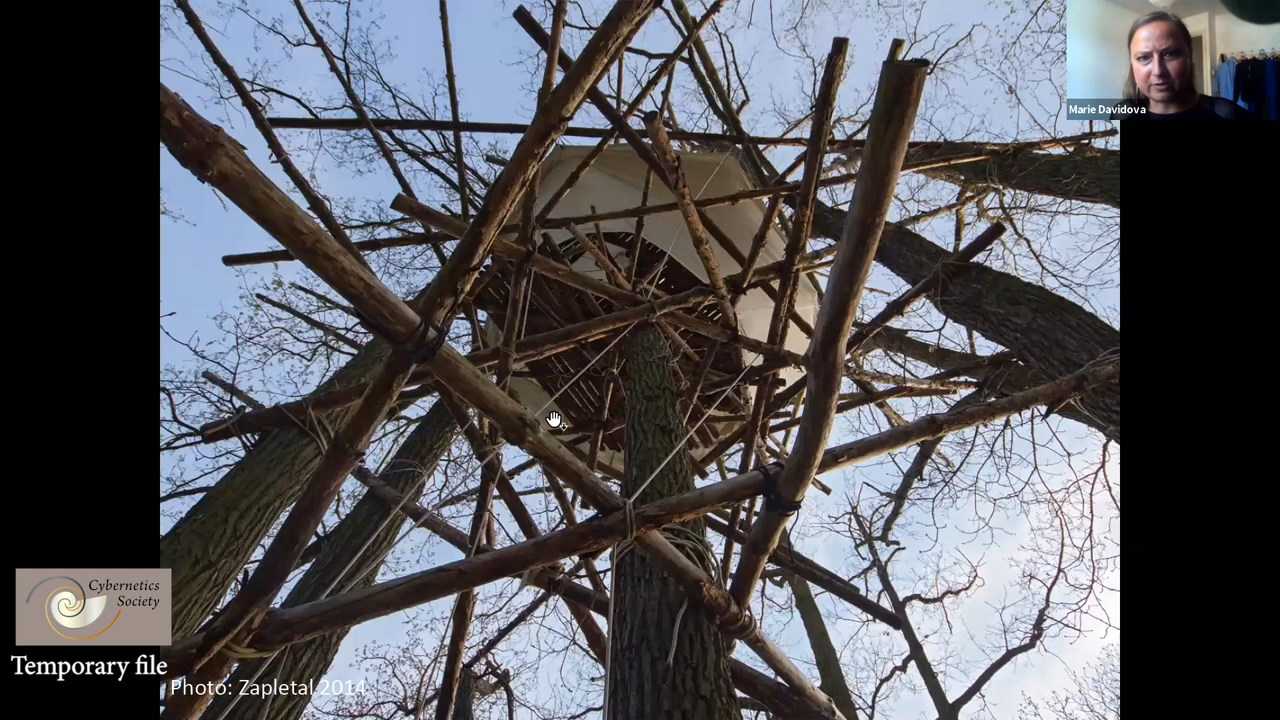 Marie Davidova
Cybernetics
Society
Temporary file
Photo: Zapletal 2014